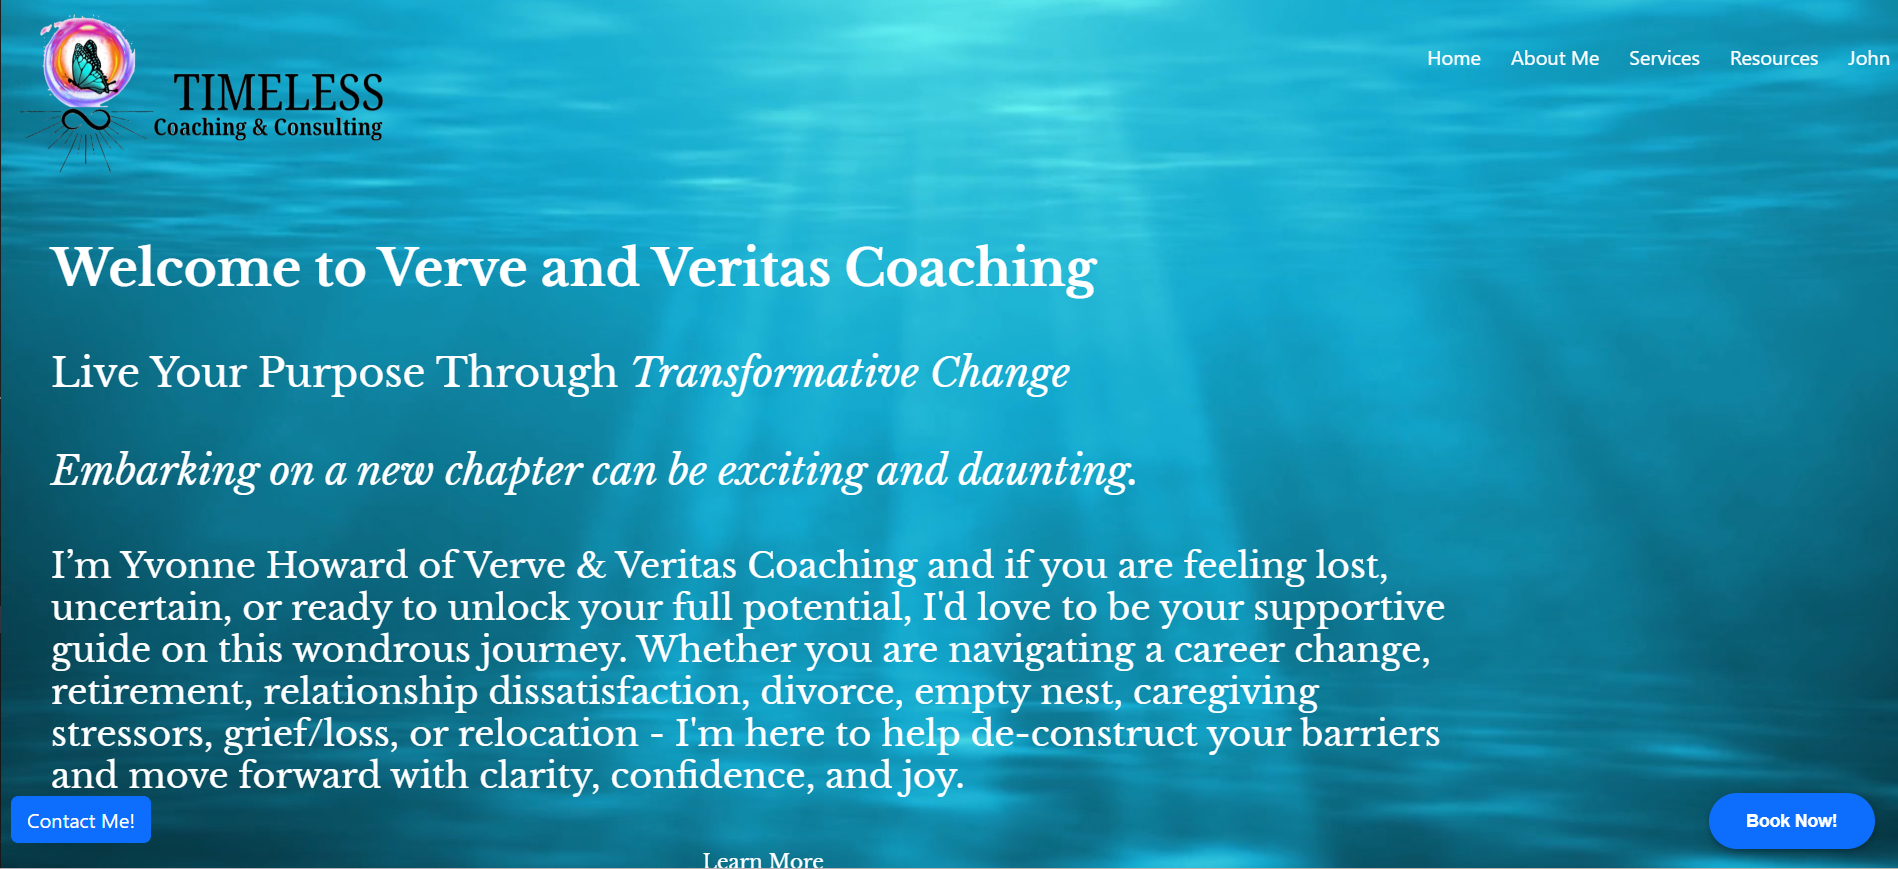 TIMELESS
Coaching & Consulting
Home About Me Services Resources John
Welcome to Verve and Veritas Coaching
Live Your Purpose Through Transformative Change
Embarking on a new chapter can be exciting and daunting.
I’m Yvonne Howard of Verve & Veritas Coaching and if you are feeling lost,
uncertain, or ready to unlock your full potential, I'd love to be your supportive
guide on this wondrous journey. Whether you are navigating a career change,
retirement, relationship dissatisfaction, divorce, empty nest, caregiving
stressors, grief/loss, or relocation - I'm here to help de-construct your barriers
and move forward with clarity, confidence, and joy.
Contact Me!
Book Now!
Learn More